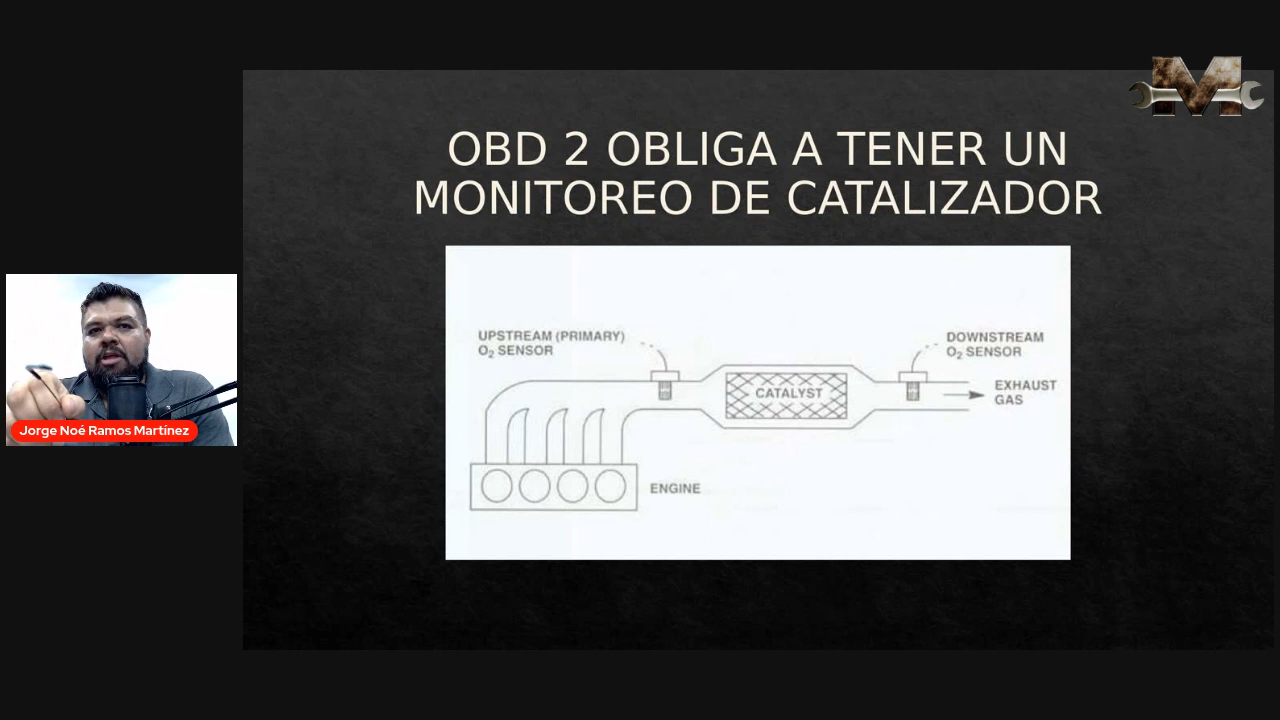 OBD 2 OBLIGA A TENER UN
MONITOREO DE CATALIZADOR
UPSTREAM (PRIMARY)
O₂ SENSOR
DOWNSTREAM
O₂ SENSOR
CATALYST
EXHAUST
GAS
ENGINE
Jorge Noé Ramos Martínez
M